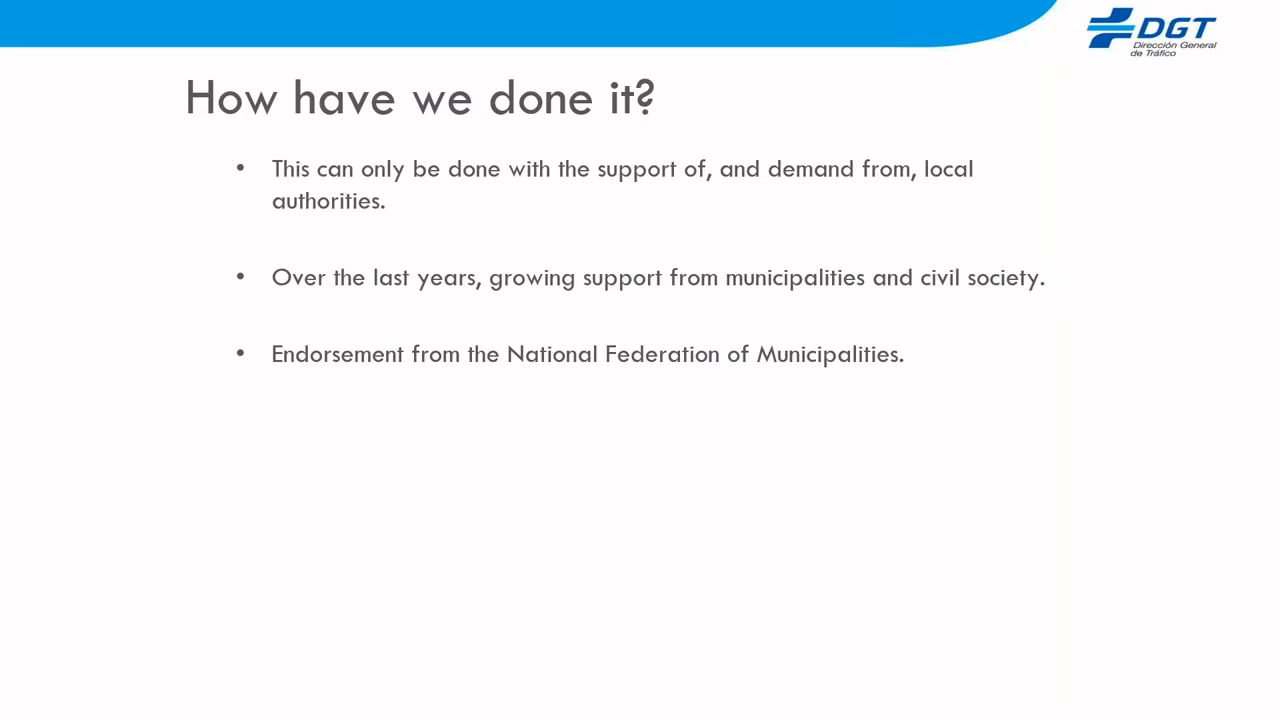 DGT
Dirección General
de Tráfico
How have we done it?
• This can only be done with the support of, and demand from, local
authorities.
• Over the last years, growing support from municipalities and civil society.
• Endorsement from the National Federation of Municipalities.